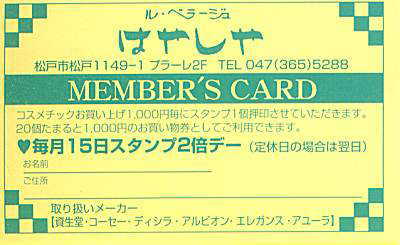 ル・ベラージュ
はやしや
松戸市松戸1149-1 プラーレ2F TEL 047(365)5288
MEMBER'S CARD
コスメチックお買い上げ1,000円毎にスタンプ1個押印させていただきます。
20個たまると1,000円のお買い物券としてご利用できます。
♥毎月15日スタンプ2倍デー (定休日の場合は翌日)
お名前
ご住所
取り扱いメーカー
【資生堂・コーセー・ディシラ・アルビオン・エレガンス・アユーラ】